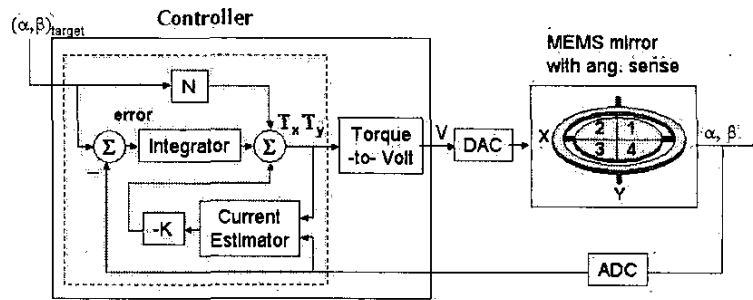 Controller
(α,β)target
MEMS mirror
with ang. sense
N
error
Tx Ty
Σ
Integrator
Σ
Torque
-to- Volt
V
DAC
X
2 1
3 4
Y
α, β
-
-K
Current
Estimator
ADC